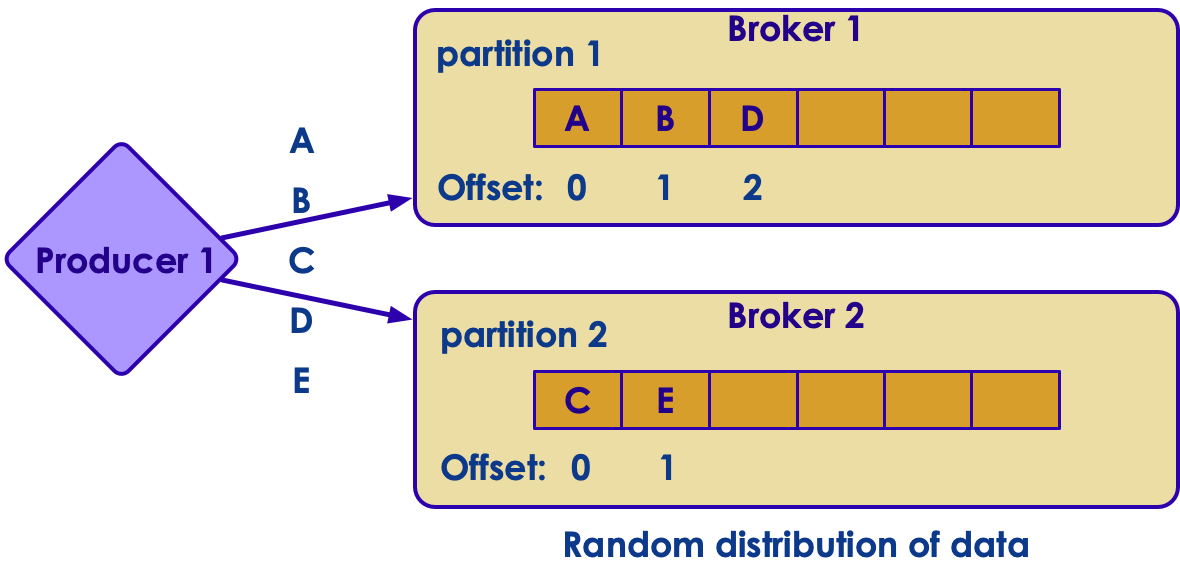 Producer 1
A
B
C
D
E
Broker 1
partition 1
A B D
Offset: 0 1 2
Broker 2
partition 2
C E
Offset: 0 1
Random distribution of data